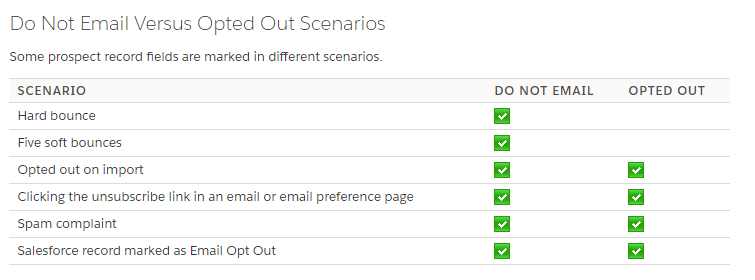 Do Not Email Versus Opted Out Scenarios
Some prospect record fields are marked in different scenarios.
SCENARIO DO NOT EMAIL OPTED OUT
Hard bounce
Five soft bounces
Opted out on import
Clicking the unsubscribe link in an email or email preference page
Spam complaint
Salesforce record marked as Email Opt Out